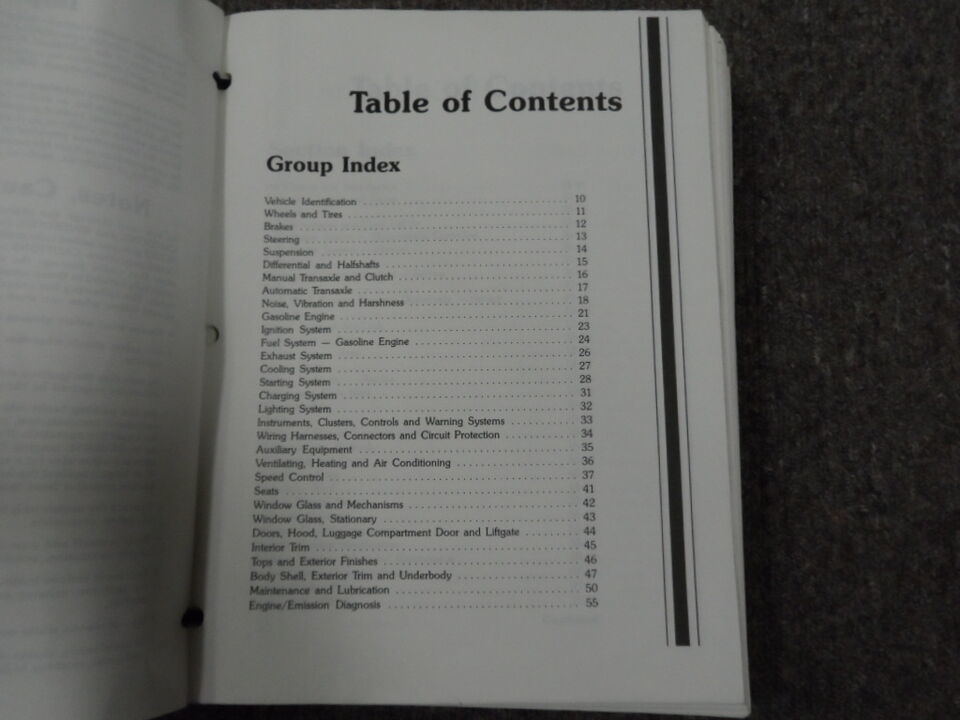 Table of Contents
Group Index
Vehicle Identification 10
Wheels and Tires 11
Brakes 12
Steering 13
Suspension 14
Differential and Halfshafts 15
Manual Transaxle and Clutch 16
Automatic Transaxle 17
Noise, Vibration and Harshness 18
Gasoline Engine 21
Ignition System 23
Fuel System — Gasoline Engine 24
Exhaust System 26
Cooling System 27
Starting System 28
Charging System 31
Lighting System 32
Instruments, Clusters, Controls and Warning Systems 33
Wiring Harnesses, Connectors and Circuit Protection 34
Auxiliary Equipment 35
Ventilating, Heating and Air Conditioning 36
Speed Control 37
Seats 41
Window Glass and Mechanisms 42
Window Glass, Stationary 43
Doors, Hood, Luggage Compartment Door and Liftgate 44
Interior Trim 45
Tops and Exterior Finishes 46
Body Shell, Exterior Trim and Underbody 47
Maintenance and Lubrication 50
Engine/Emission Diagnosis 55